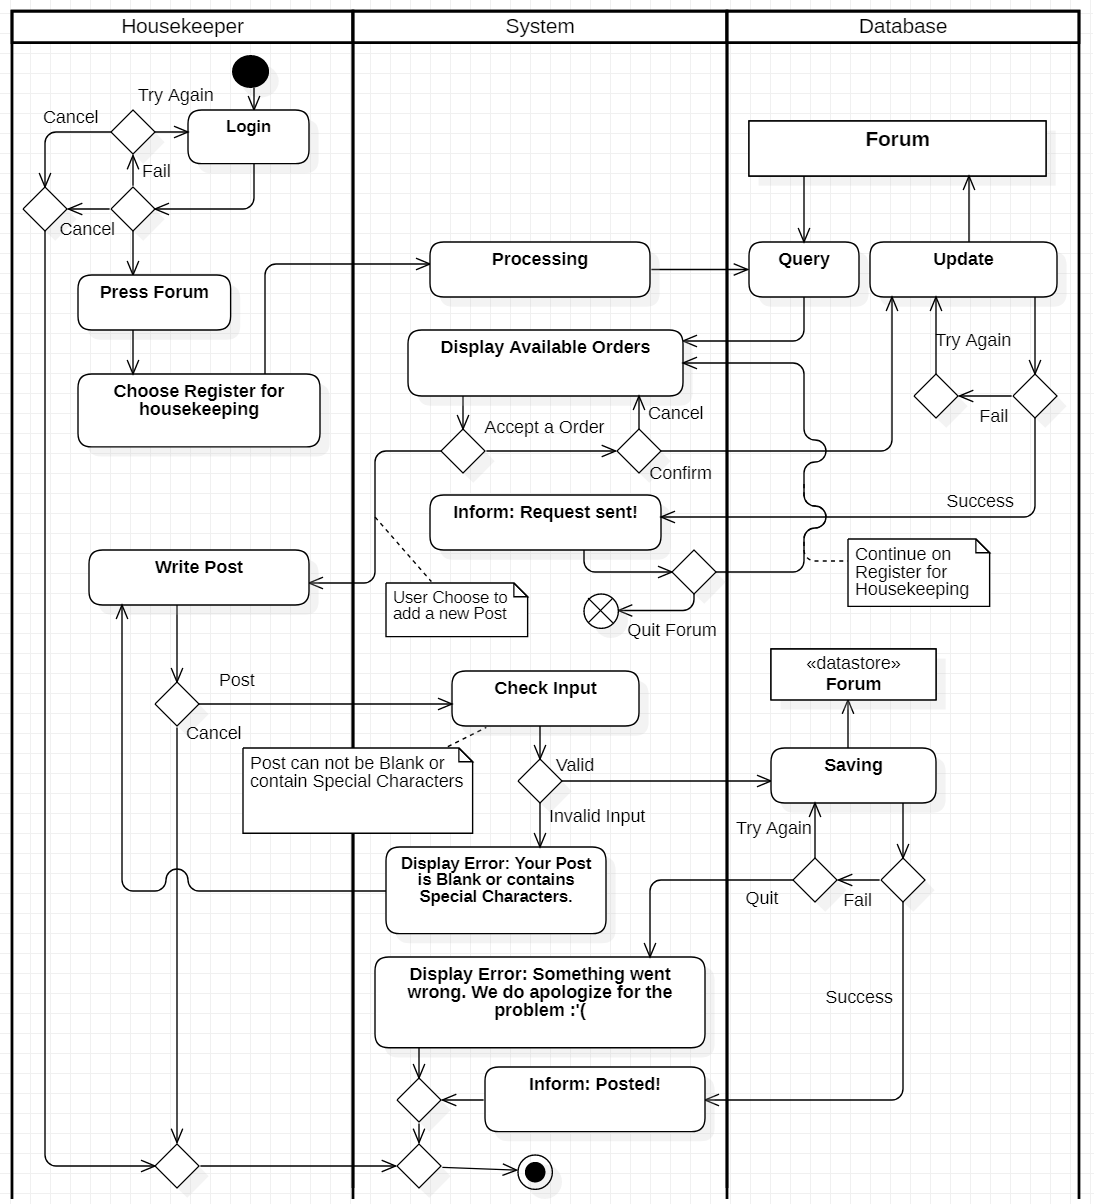 Housekeeper
System
Database
Try Again
Cancel
Login
Forum
Fail
Cancel
Processing
Query
Update
Press Forum
Display Available Orders
Try Again
Choose Register for
housekeeping
Cancel
Fail
Accept a Order
Confirm
Inform: Request sent!
Success
Write Post
Continue on
Register for
Housekeeping
User Choose to
add a new Post
Quit Forum
«datastore»
Forum
Post
Check Input
Cancel
Post can not be Blank or
contain Special Characters
Valid
Saving
Invalid Input
Try Again
Display Error: Your Post
is Blank or contains
Special Characters.
Quit
Fail
Display Error: Something went
wrong. We do apologize for the
problem :'(
Success
Inform: Posted!